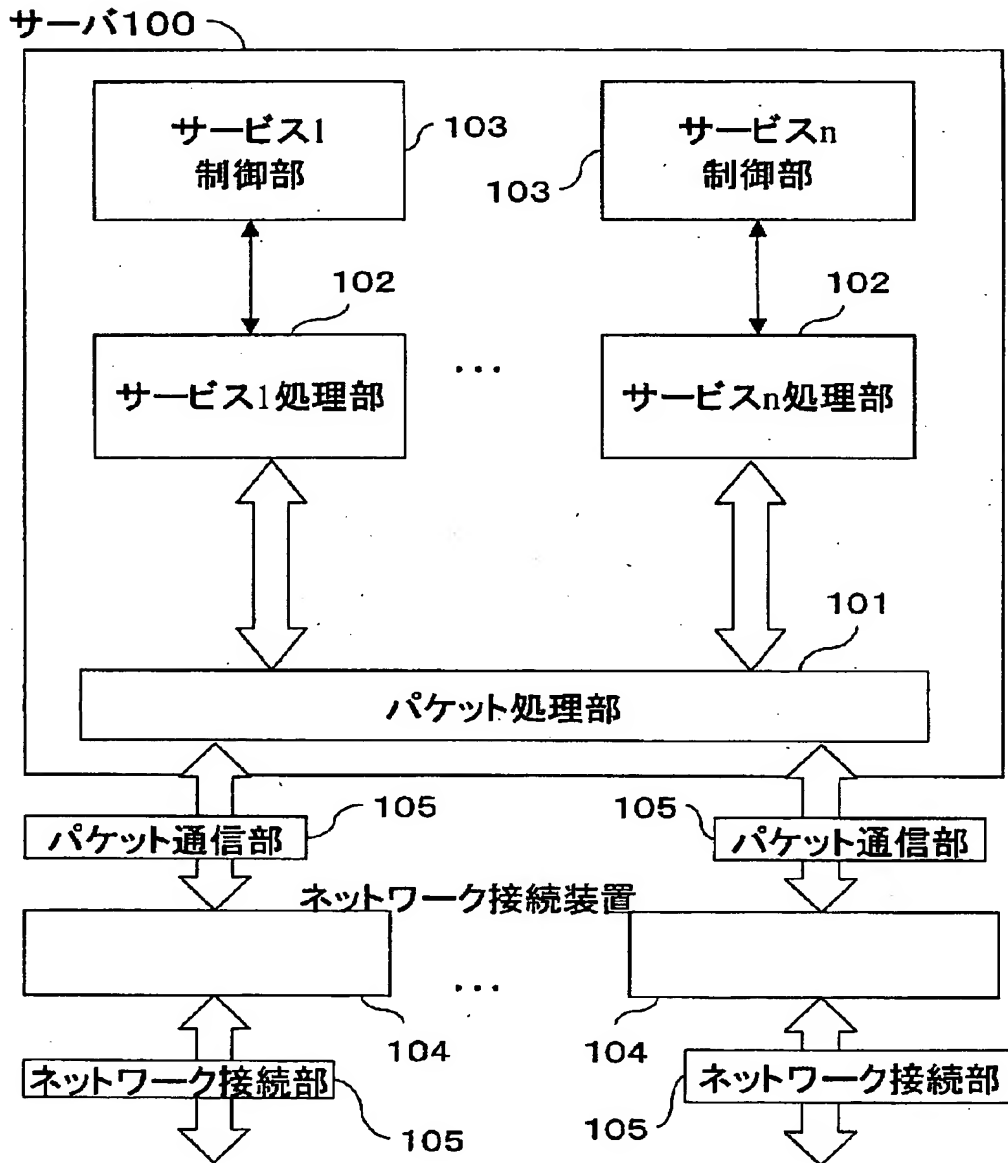 サーバ100
サービス1
制御部
103
サービスn
制御部
103
102
102
サービス1処理部
...
サービスn処理部
101
パケット処理部
パケット通信部
105
105
パケット通信部
ネットワーク接続装置
...
104
104
ネットワーク接続部
105
105
ネットワーク接続部